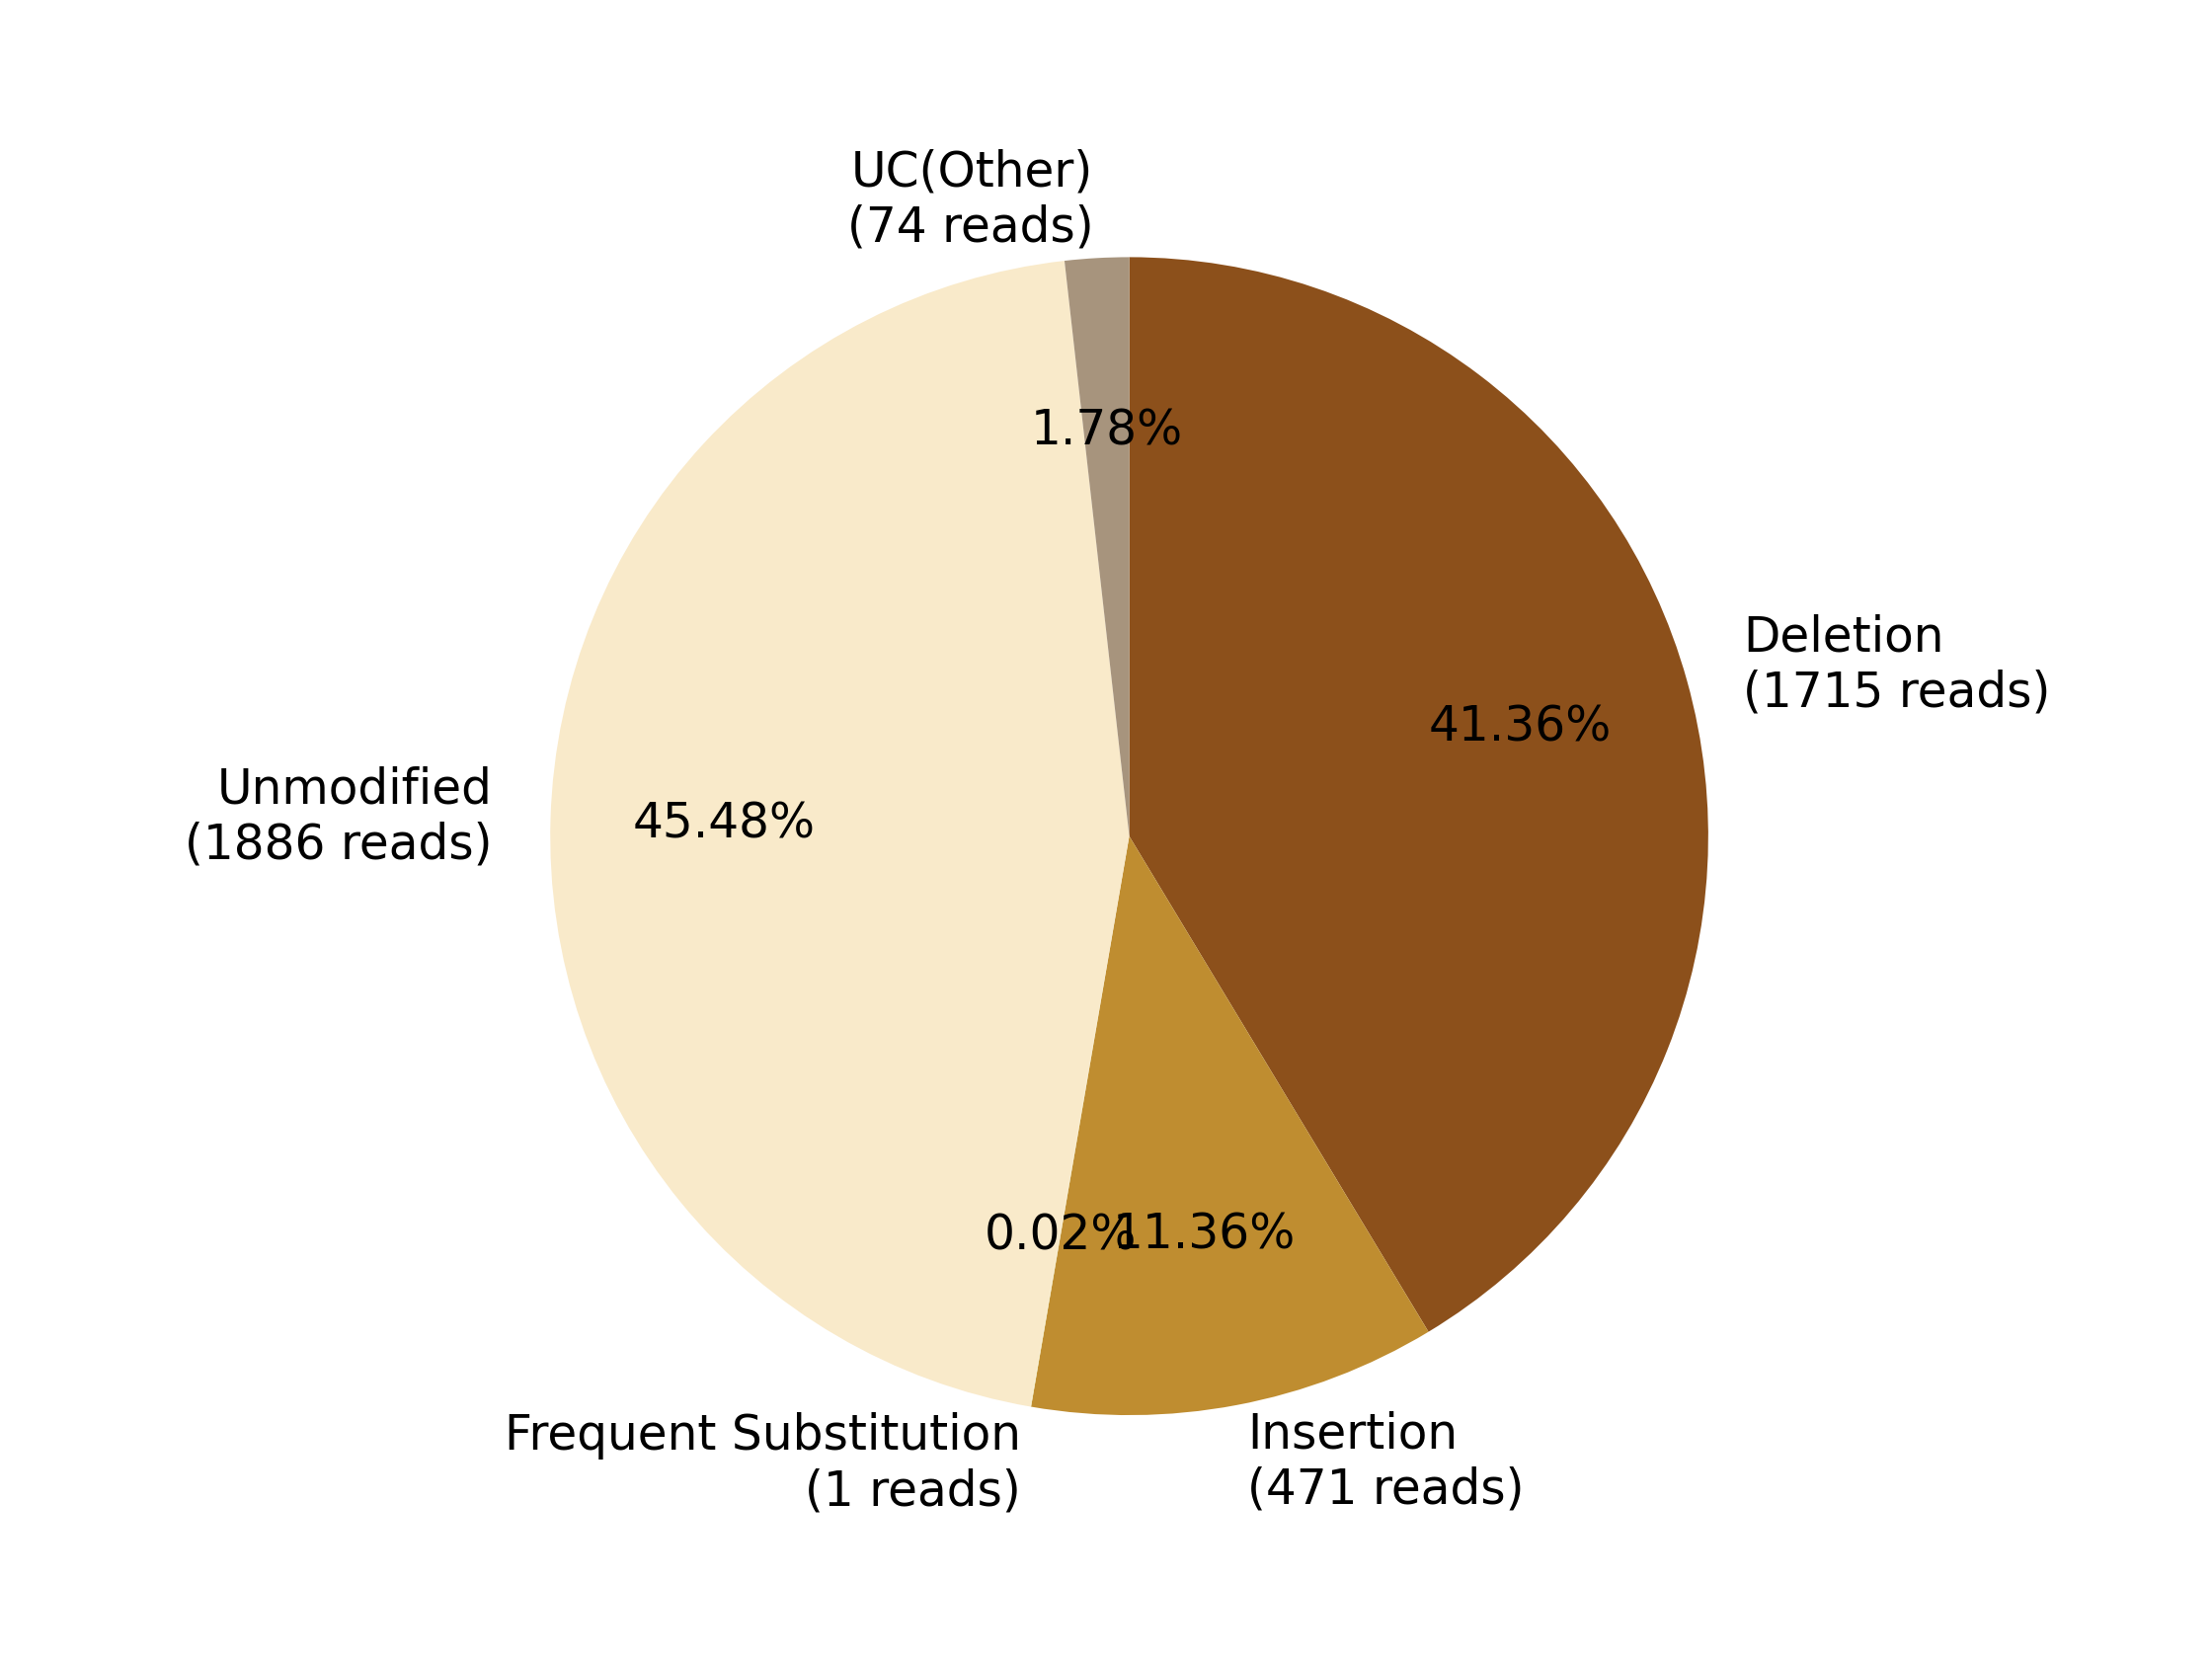 UC(Other)
(74 reads)
1.78%
Deletion
(1715 reads)
41.36%
Unmodified
(1886 reads)
45.48%
0.02%
11.36%
Frequent Substitution
(1 reads)
Insertion
(471 reads)